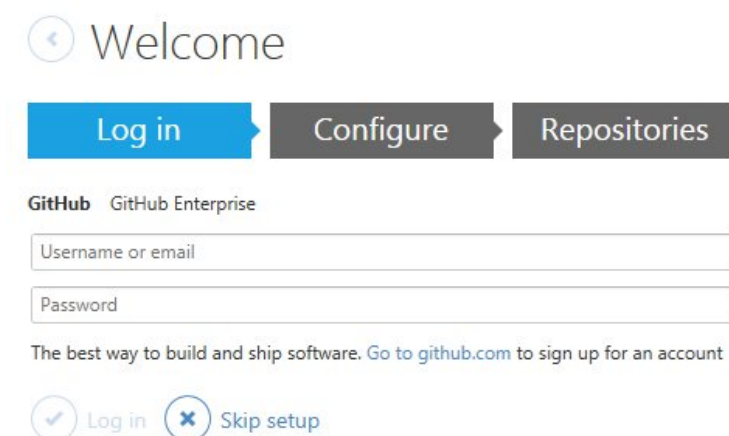 Welcome
Log in Configure Repositories
GitHub GitHub Enterprise
Username or email
Password
The best way to build and ship software. Go to github.com to sign up for an account
Log in Skip setup